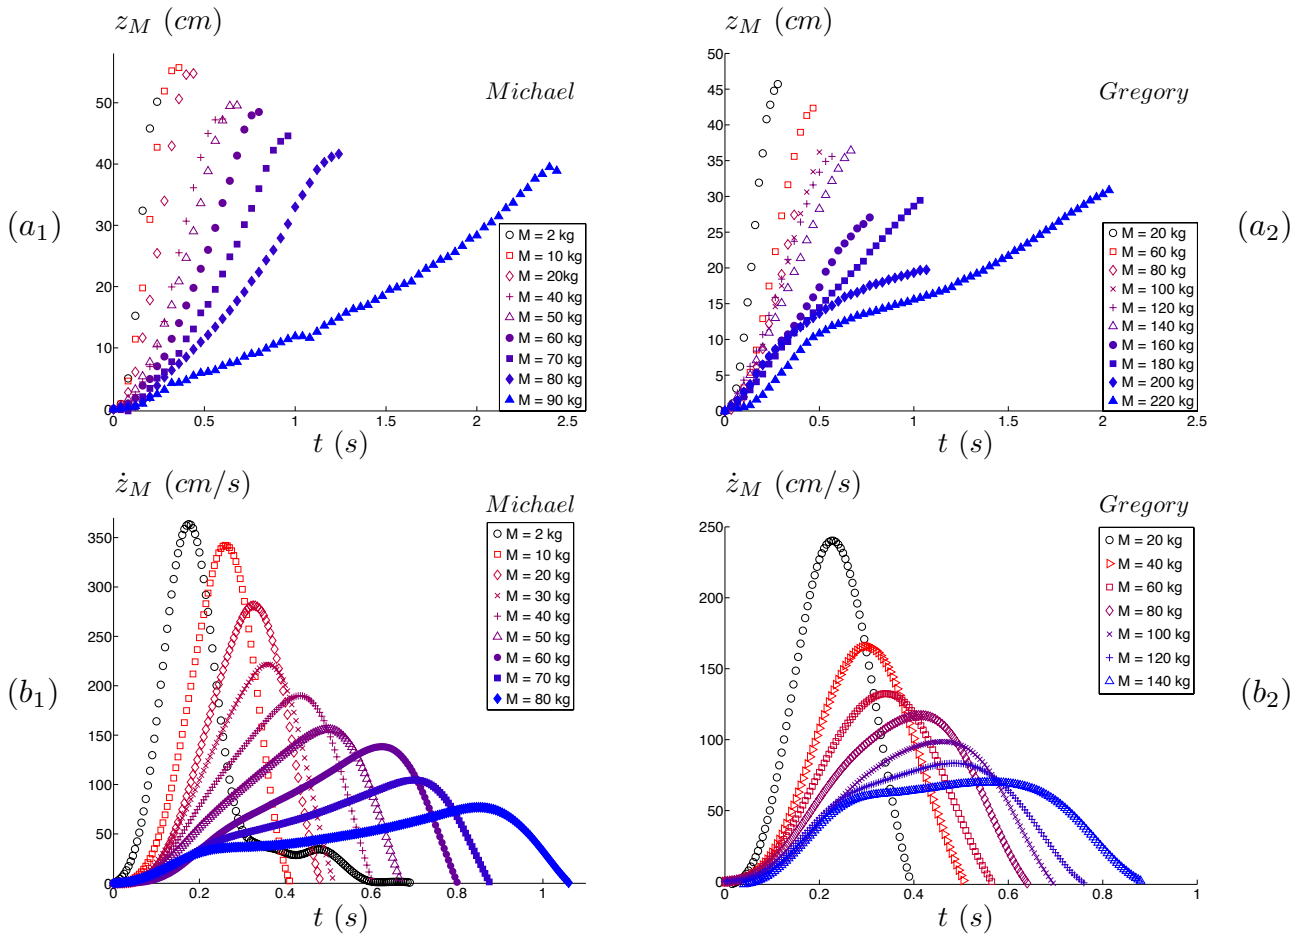 z_M (cm)
Michael
(a₁)
50
40
30
20
10
0
0
0.5
1
1.5
2
2.5
t (s)
M = 2 kg
M = 10 kg
M = 20kg
M = 40 kg
M = 50 kg
M = 60 kg
M = 70 kg
M = 80 kg
M = 90 kg
z_M (cm)
Gregory
(a₂)
50
45
40
35
30
25
20
15
10
5
0
0
0.5
1
1.5
2
2.5
t (s)
M = 20 kg
M = 60 kg
M = 80 kg
M = 100 kg
M = 120 kg
M = 140 kg
M = 160 kg
M = 180 kg
M = 200 kg
M = 220 kg
ż_M (cm/s)
Michael
(b₁)
350
300
250
200
150
100
50
0
0
0.2
0.4
0.6
0.8
1
t (s)
M = 2 kg
M = 10 kg
M = 20 kg
M = 30 kg
M = 40 kg
M = 50 kg
M = 60 kg
M = 70 kg
M = 80 kg
ż_M (cm/s)
Gregory
(b₂)
250
200
150
100
50
0
0
0.2
0.4
0.6
0.8
1
t (s)
M = 20 kg
M = 40 kg
M = 60 kg
M = 80 kg
M = 100 kg
M = 120 kg
M = 140 kg